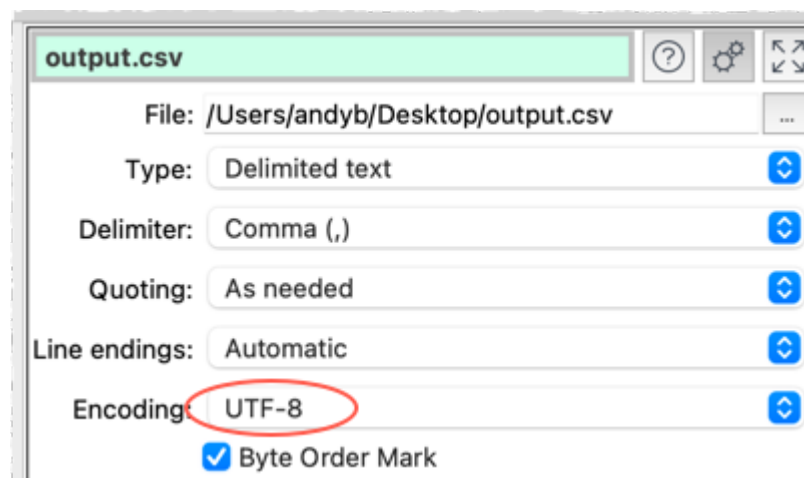 output.csv
File: /Users/andyb/Desktop/output.csv ...
Type: Delimited text
Delimiter: Comma (,)
Quoting: As needed
Line endings: Automatic
Encoding: UTF-8
Byte Order Mark